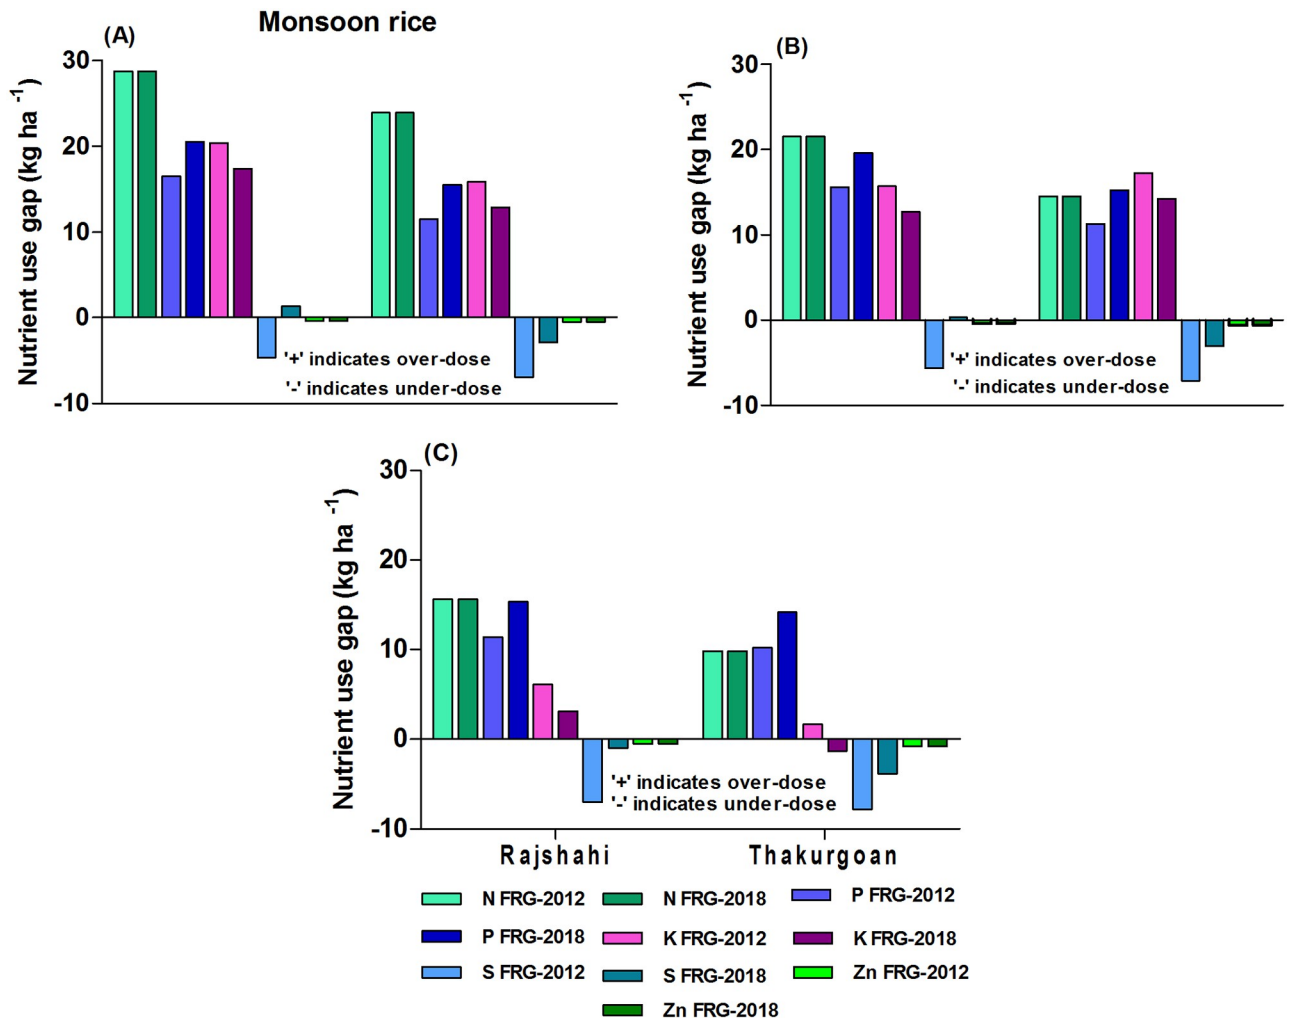 Monsoon rice
(A)
Nutrient use gap (kg ha -1)
30
20
10
0
-10
'+' indicates over-dose
'-' indicates under-dose
(B)
Nutrient use gap (kg ha -1)
30
20
10
0
-10
'+' indicates over-dose
'-' indicates under-dose
(C)
Nutrient use gap (kg ha -1)
30
20
10
0
-10
'+' indicates over-dose
'-' indicates under-dose
Rajshahi Thakurgoan
N FRG-2012 N FRG-2018 P FRG-2012
P FRG-2018 K FRG-2012 K FRG-2018
S FRG-2012 S FRG-2018 Zn FRG-2012
Zn FRG-2018